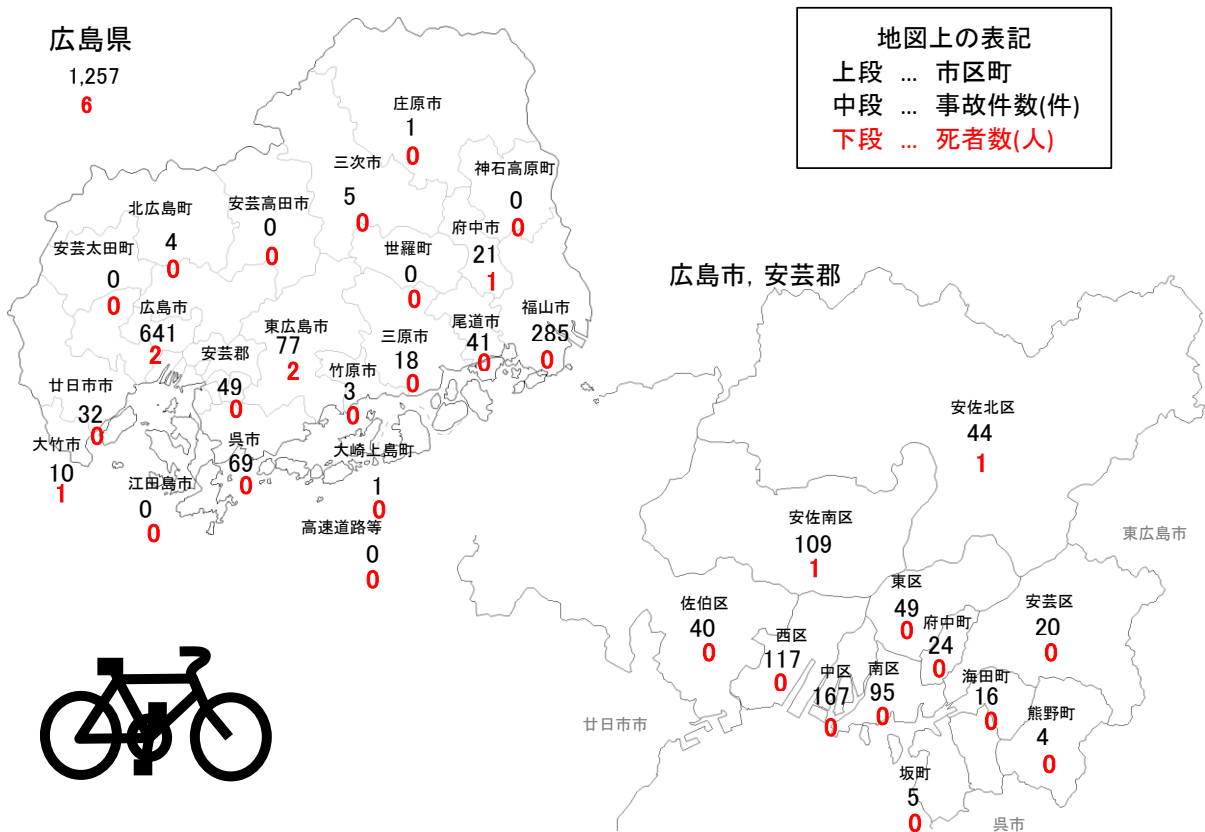 広島県
1,257
6
地図上の表記
上段 … 市区町
中段 … 事故件数(件)
下段 … 死者数(人)
庄原市
1
0
三次市
5
0
神石高原町
0
0
北広島町
4
0
安芸高田市
0
0
府中市
21
1
世羅町
0
0
安芸太田町
0
0
広島市
641
2
東広島市
77
2
安芸郡
49
0
三原市
18
0
尾道市
41
0
福山市
285
0
竹原市
3
0
廿日市市
32
0
大竹市
10
1
呉市
69
0
江田島市
0
0
大崎上島町
1
0
高速道路等
0
0
広島市, 安芸郡
安佐北区
44
1
安佐南区
109
1
東広島市
東区
49
0
安芸区
20
0
佐伯区
40
0
西区
117
0
府中町
24
0
中区
167
0
南区
95
0
海田町
16
0
熊野町
4
0
廿日市市
坂町
5
0
呉市